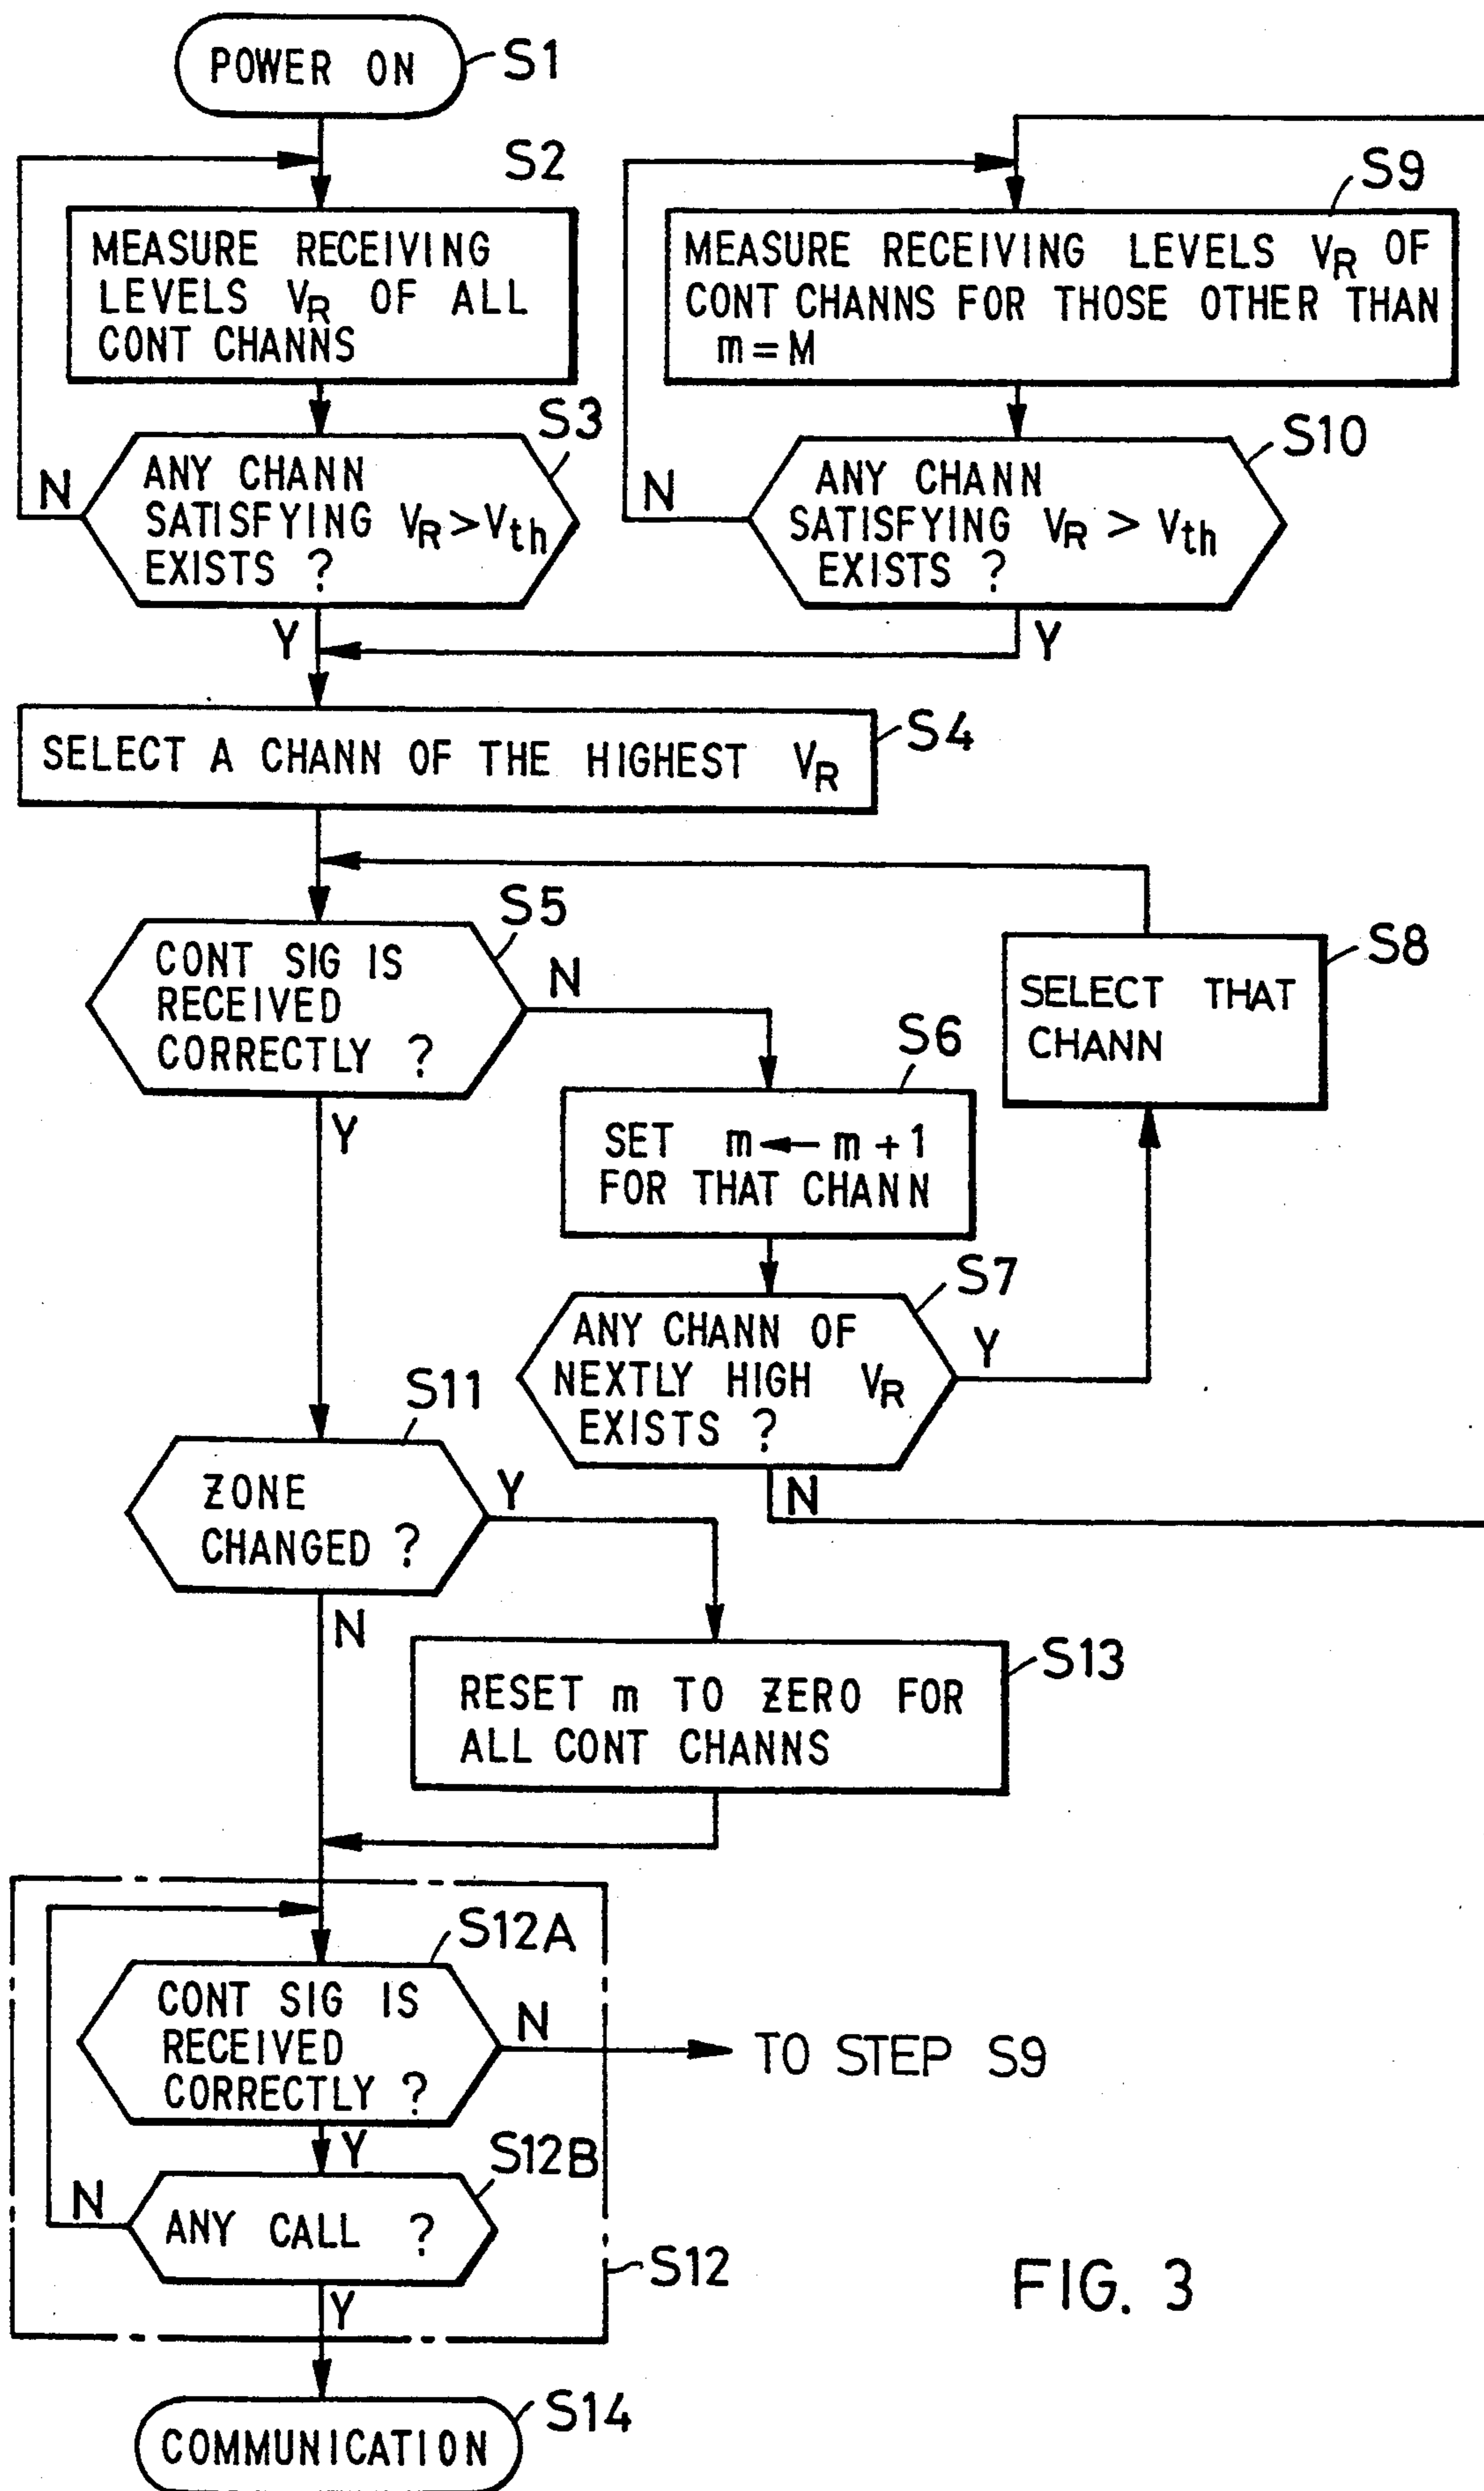 POWER ON
S1
S2
MEASURE RECEIVING
LEVELS VR OF ALL
CONT CHANNS
S3
ANY CHANN
SATISFYING VR > Vth
EXISTS ?
N
Y
S9
MEASURE RECEIVING LEVELS VR OF
CONT CHANNS FOR THOSE OTHER THAN
m = M
S10
ANY CHANN
SATISFYING VR > Vth
EXISTS ?
N
Y
S4
SELECT A CHANN OF THE HIGHEST VR
S5
CONT SIG IS
RECEIVED
CORRECTLY ?
N
Y
S6
SET m ← m + 1
FOR THAT CHANN
S8
SELECT THAT
CHANN
S7
ANY CHANN OF
NEXTLY HIGH VR
EXISTS ?
Y
N
S11
ZONE
CHANGED ?
Y
N
S13
RESET m TO ZERO FOR
ALL CONT CHANNS
S12A
CONT SIG IS
RECEIVED
CORRECTLY ?
N
TO STEP S9
Y
S12B
ANY CALL ?
N
Y
S12
S14
COMMUNICATION
FIG. 3